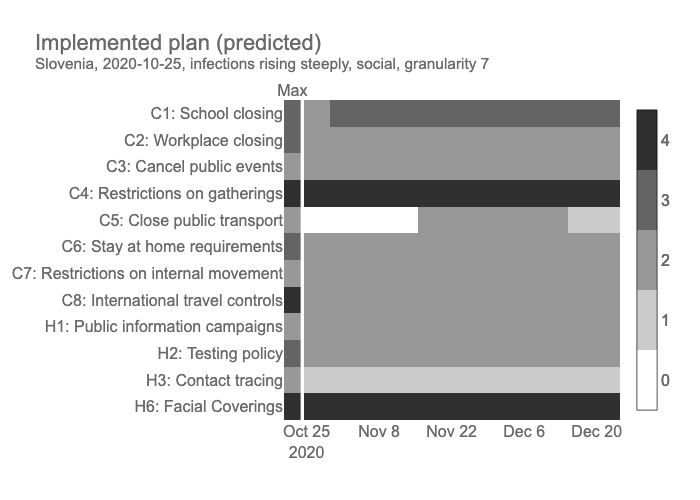 Implemented plan (predicted)
Slovenia, 2020-10-25, infections rising steeply, social, granularity 7
Max
C1: School closing
C2: Workplace closing
C3: Cancel public events
C4: Restrictions on gatherings
C5: Close public transport
C6: Stay at home requirements
C7: Restrictions on internal movement
C8: International travel controls
H1: Public information campaigns
H2: Testing policy
H3: Contact tracing
H6: Facial Coverings
4
3
2
1
0
Oct 25 Nov 8 Nov 22 Dec 6 Dec 20
2020